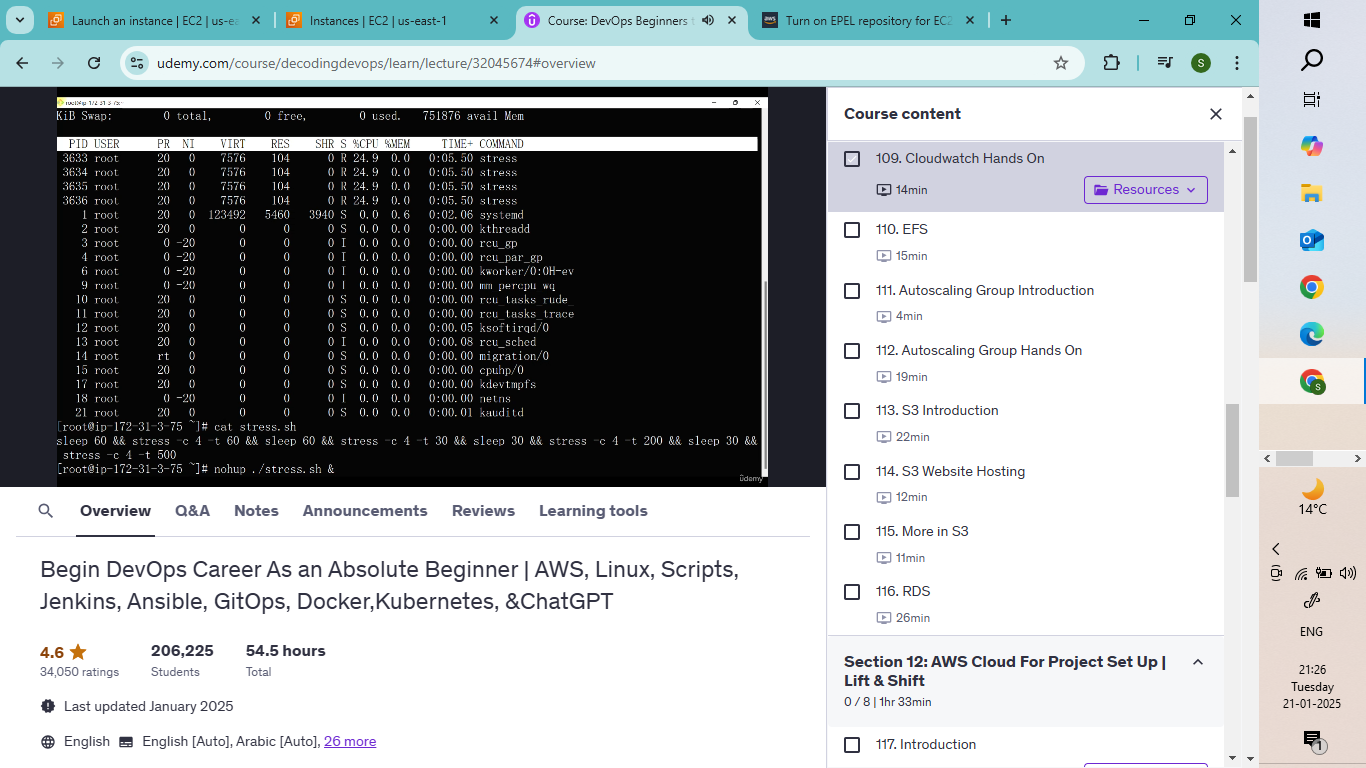 Launch an instance | EC2 | us-ea
Instances | EC2 | us-east-1
Course: DevOps Beginners t
Turn on EPEL repository for EC2
udemy.com/course/decodingdevops/learn/lecture/32045674#overview
S
root@ip-172-31-3-75:~
KiB Swap: 0 total, 0 free, 0 used. 751876 avail Mem
PID USER PR NI VIRT RES SHR S %CPU %MEM TIME+ COMMAND
3633 root 20 0 7576 104 0 R 24.9 0.0 0:05.50 stress
3634 root 20 0 7576 104 0 R 24.9 0.0 0:05.50 stress
3635 root 20 0 7576 104 0 R 24.9 0.0 0:05.50 stress
3636 root 20 0 7576 104 0 R 24.9 0.0 0:05.50 stress
1 root 20 0 123492 5460 3940 S 0.0 0.6 0:02.06 systemd
2 root 20 0 0 0 0 S 0.0 0.0 0:00.00 kthreadd
3 root 0 -20 0 0 0 I 0.0 0.0 0:00.00 rcu_gp
4 root 0 -20 0 0 0 I 0.0 0.0 0:00.00 rcu_par_gp
6 root 0 -20 0 0 0 I 0.0 0.0 0:00.00 kworker/0:0H-ev
9 root 0 -20 0 0 0 I 0.0 0.0 0:00.00 mm_percpu_wq
10 root 20 0 0 0 0 S 0.0 0.0 0:00.00 rcu_tasks_rude_
11 root 20 0 0 0 0 S 0.0 0.0 0:00.00 rcu_tasks_trace
12 root 20 0 0 0 0 S 0.0 0.0 0:00.05 ksoftirqd/0
13 root 20 0 0 0 0 I 0.0 0.0 0:00.08 rcu_sched
14 root rt 0 0 0 0 S 0.0 0.0 0:00.00 migration/0
15 root 20 0 0 0 0 S 0.0 0.0 0:00.00 cpuhp/0
17 root 20 0 0 0 0 S 0.0 0.0 0:00.00 kdevtmpfs
18 root 0 -20 0 0 0 I 0.0 0.0 0:00.00 netns
21 root 20 0 0 0 0 S 0.0 0.0 0:00.01 kauditd
[root@ip-172-31-3-75 ~]# cat stress.sh
sleep 60 && stress -c 4 -t 60 && sleep 60 && stress -c 4 -t 30 && sleep 30 && stress -c 4 -t 200 && sleep 30 &&
stress -c 4 -t 500
[root@ip-172-31-3-75 ~]# nohup ./stress.sh &
ûdemy
Overview Q&A Notes Announcements Reviews Learning tools
Begin DevOps Career As an Absolute Beginner | AWS, Linux, Scripts,
Jenkins, Ansible, GitOps, Docker,Kubernetes, &ChatGPT
4.6 206,225 54.5 hours
34,050 ratings Students Total
Last updated January 2025
English English [Auto], Arabic [Auto], 26 more
Course content
109. Cloudwatch Hands On
14min Resources
110. EFS
15min
111. Autoscaling Group Introduction
4min
112. Autoscaling Group Hands On
19min
113. S3 Introduction
22min
114. S3 Website Hosting
12min
115. More in S3
11min
116. RDS
26min
Section 12: AWS Cloud For Project Set Up |
Lift & Shift
0 / 8 | 1hr 33min
117. Introduction
14°C
ENG
21:26
Tuesday
21-01-2025
1